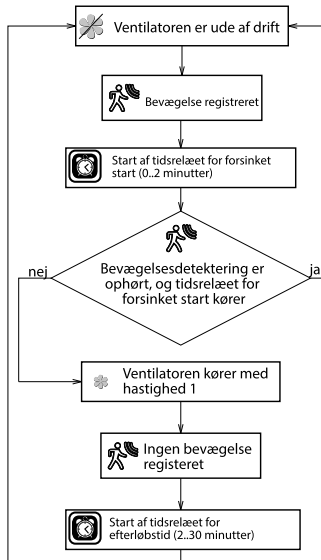 Ventilatoren er ude af drift
Bevægelse registreret
Start af tidsrelæet for forsinket
start (0..2 minutter)
nej
ja
Bevægelsesdetektering er
ophørt, og tidsrelæet for
forsinket start kører
Ventilatoren kører med
hastighed 1
Ingen bevægelse
registeret
Start af tidsrelæet for
efterløbstid (2..30 minutter)